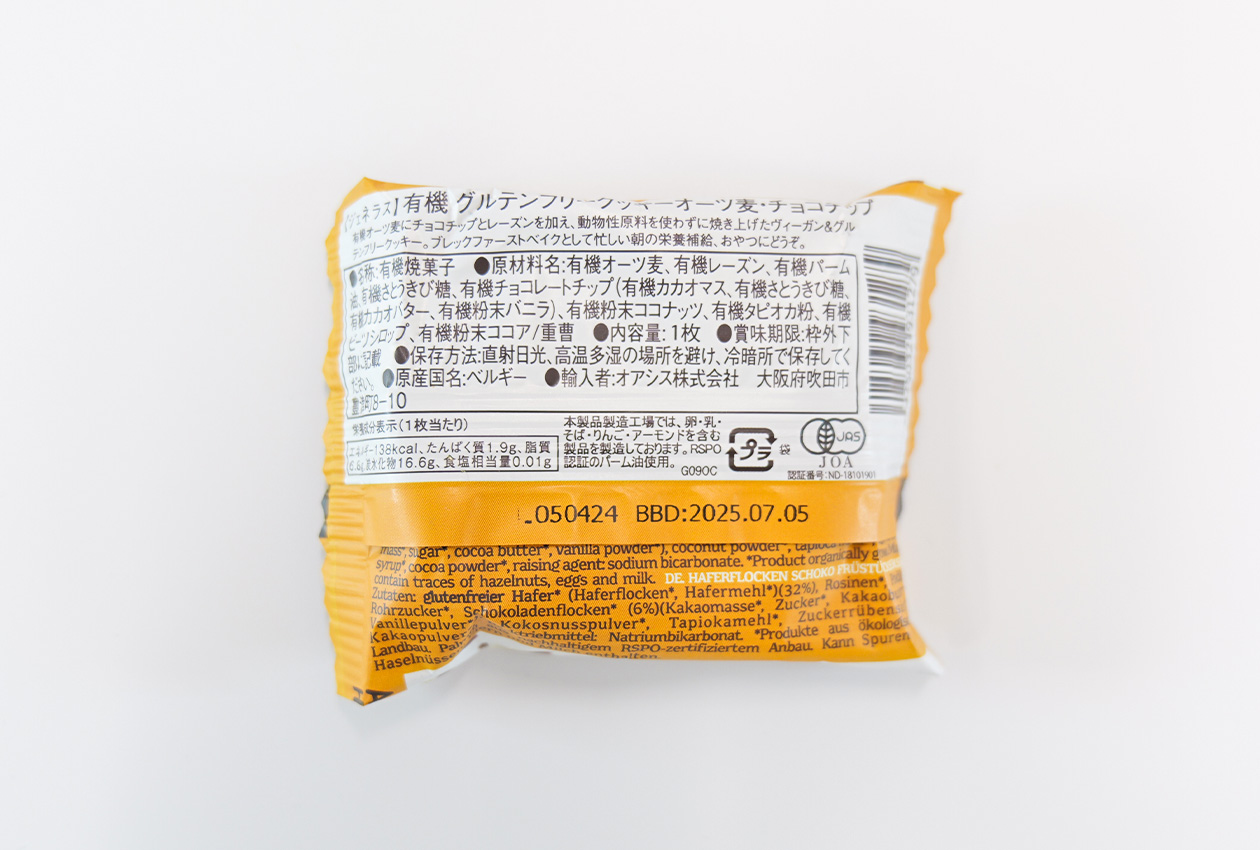 【ジェネラス】有機 グルテンフリークッキーオーツ麦・チョコチップ
有機オーツ麦にチョコチップとレーズンを加え、動物性原料を使わずに焼き上げたヴィーガン&グル
テンフリークッキー。ブレックファーストベイクとして忙しい朝の栄養補給、おやつにどうぞ。
●名称:有機焼菓子 ●原材料名:有機オーツ麦、有機レーズン、有機パーム
油、有機さとうきび糖、有機チョコレートチップ(有機カカオマス、有機さとうきび糖、
有機カカオバター、有機粉末バニラ)、有機粉末ココナッツ、有機タピオカ粉、有機
ビーツシロップ、有機粉末ココア/重曹 ●内容量:1枚 ●賞味期限:枠外下
部に記載 ●保存方法:直射日光、高温多湿の場所を避け、冷暗所で保存してく
ださい。●原産国名:ベルギー ●輸入者:オアシス株式会社 大阪府吹田市
豊津町8-10
栄養成分表示(1枚当たり)
エネルギー138kcal、たんぱく質1.9g、脂質
6.8g炭水化物16.6g、食塩相当量0.01g
本製品製造工場では、卵・乳・
そば・りんご・アーモンドを含む
製品を製造しております。RSPO
認証のパーム油使用。
G090C
プラ 袋
JAS
JOA
認証番号:ND-18101901
L050424 BBD:2025.07.05
mass*, sugar*, cocoa butter*, vanilla powder*), coconut powder*,
syrup*, cocoa powder*, raising agent: sodium bicarbonate. *Product organically
contain traces of hazelnuts, eggs and milk. DE. HAFERFLOCKEN SCHOKO
Zutaten: glutenfreier Hafer* (Haferflocken*, Hafermehl*)(32%), Rosinen*,
Rohrzucker*, Schokoladenflocken* (6%)(Kakaomasse*, Zucker*,
Vanillepulver Kokosnusspulver*, Tapiokamehl*,
Kakaopulver Natriumbikarbonat. *Produkte aus
Landbau. RSPO-zertifiziertem Anbau. Kann Spuren